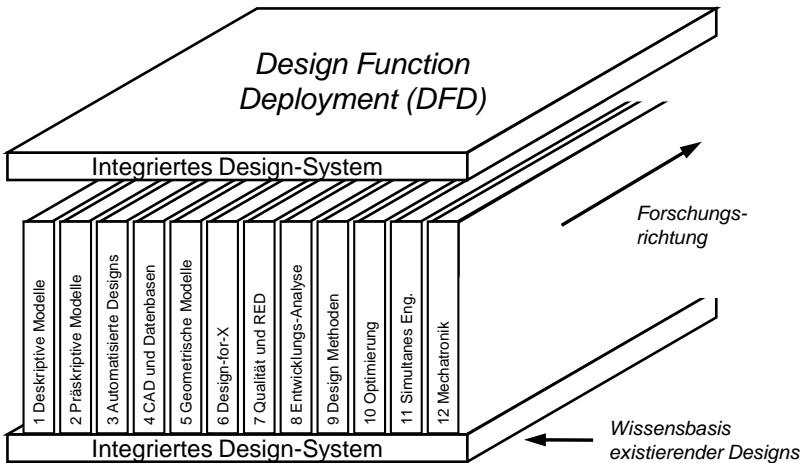 Design Function
Deployment (DFD)
Integriertes Design-System
Forschungs-
richtung
1 Deskriptive Modelle
2 Präskriptive Modelle
3 Automatisierte Designs
4 CAD und Datenbasen
5 Geometrische Modelle
6 Design-for-X
7 Qualität und RED
8 Entwicklungs-Analyse
9 Design Methoden
10 Optimierung
11 Simultanes Eng.
12 Mechatronik
Integriertes Design-System
Wissensbasis
existierender Designs